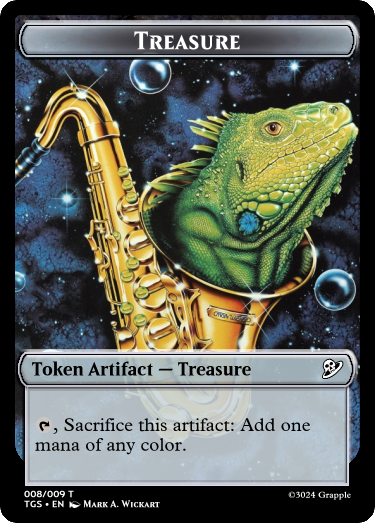 TREASURE
Token Artifact — Treasure
, Sacrifice this artifact: Add one
mana of any color.
008/009 T
TGS • EN MARK A. WICKART
©3024 Grapple